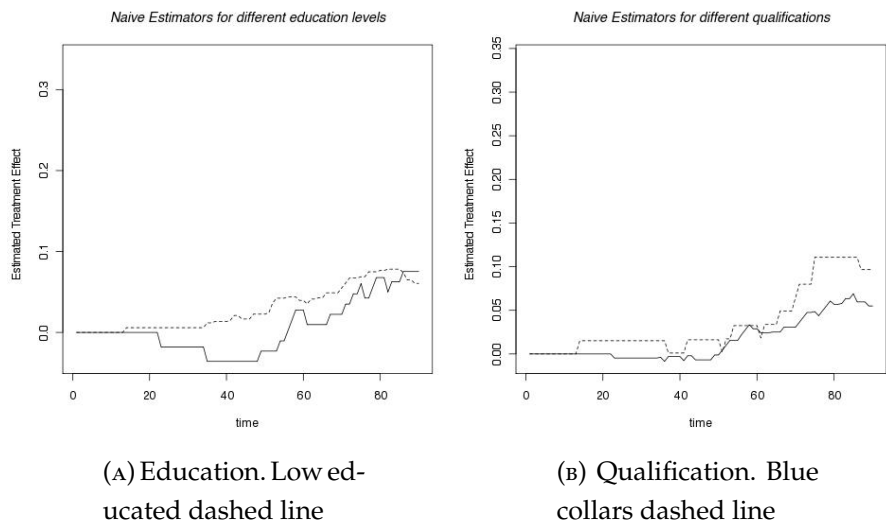 Naive Estimators for different education levels
Estimated Treatment Effect
0.0
0.1
0.2
0.3
0
20
40
60
80
time
(A) Education. Low ed-
ucated dashed line
Naive Estimators for different qualifications
Estimated Treatment Effect
0.00
0.05
0.10
0.15
0.20
0.25
0.30
0.35
0
20
40
60
80
time
(B) Qualification. Blue
collars dashed line